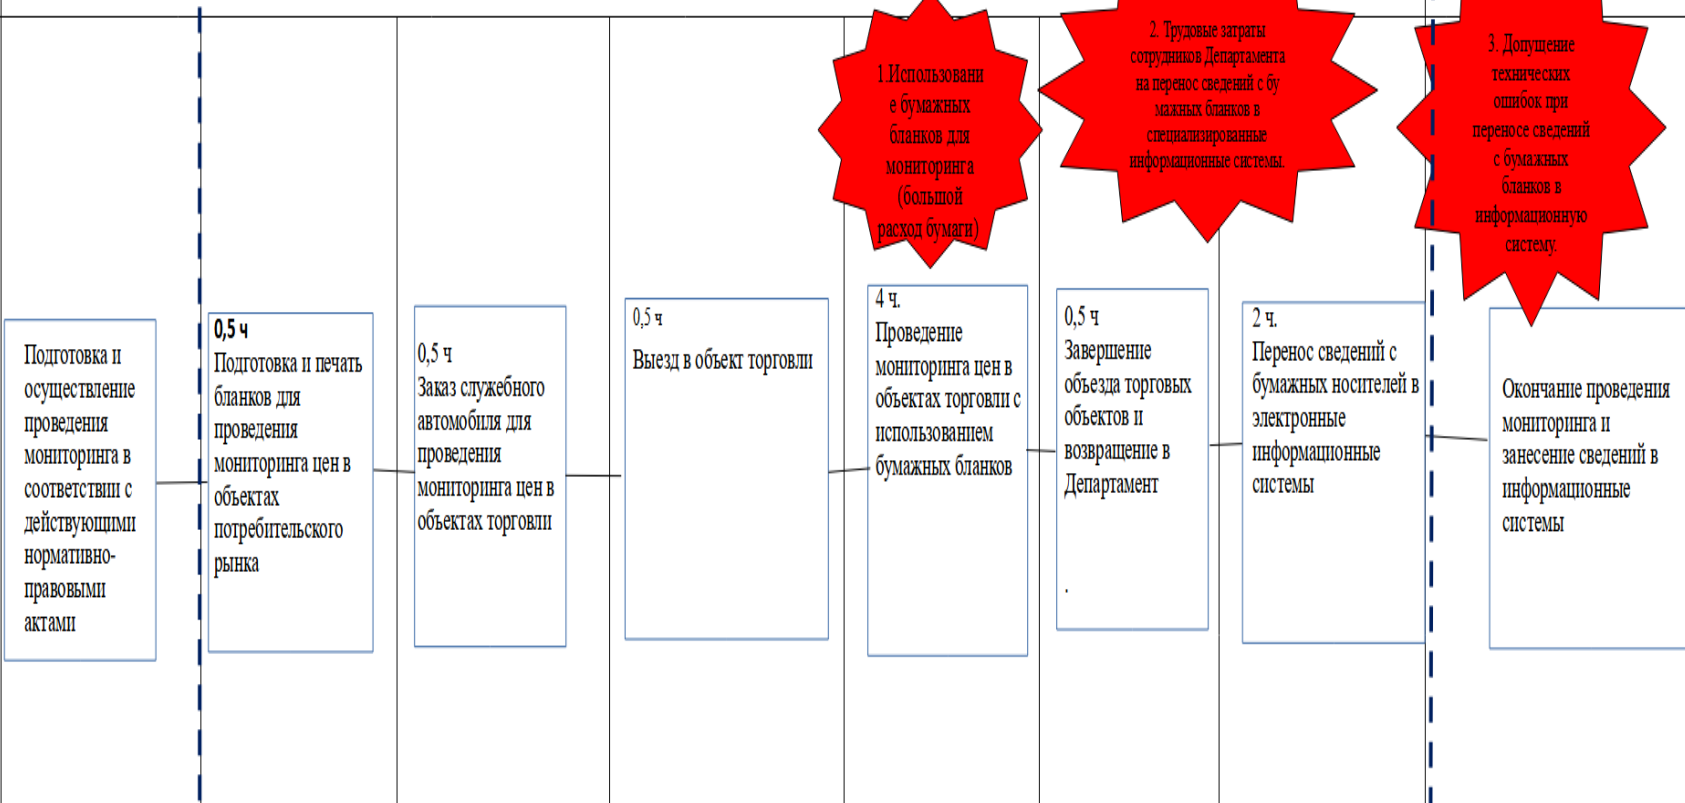 1.Использовани
е бумажных
бланков для
мониторинга
(большой
расход бумаги)
2. Трудовые затраты
сотрудников Департамента
на перенос сведений с бу
мажных бланков в
специализированные
информационные системы.
3. Допущение
технических
ошибок при
переносе сведений
с бумажных
бланков в
информационную
систему.
Подготовка и
осуществление
проведения
мониторинга в
соответствии с
действующими
нормативно-
правовыми
актами
0,5 ч
Подготовка и печать
бланков для
проведения
мониторинга цен в
объектах
потребительского
рынка
0,5 ч
Заказ служебного
автомобиля для
проведения
мониторинга цен в
объектах торговли
0,5 ч
Выезд в объект торговли
4 ч.
Проведение
мониторинга цен в
объектах торговли с
использованием
бумажных бланков
0,5 ч
Завершение
объезда торговых
объектов и
возвращение в
Департамент
.
2 ч.
Перенос сведений с
бумажных носителей в
электронные
информационные
системы
Окончание проведения
мониторинга и
занесение сведений в
информационные
системы